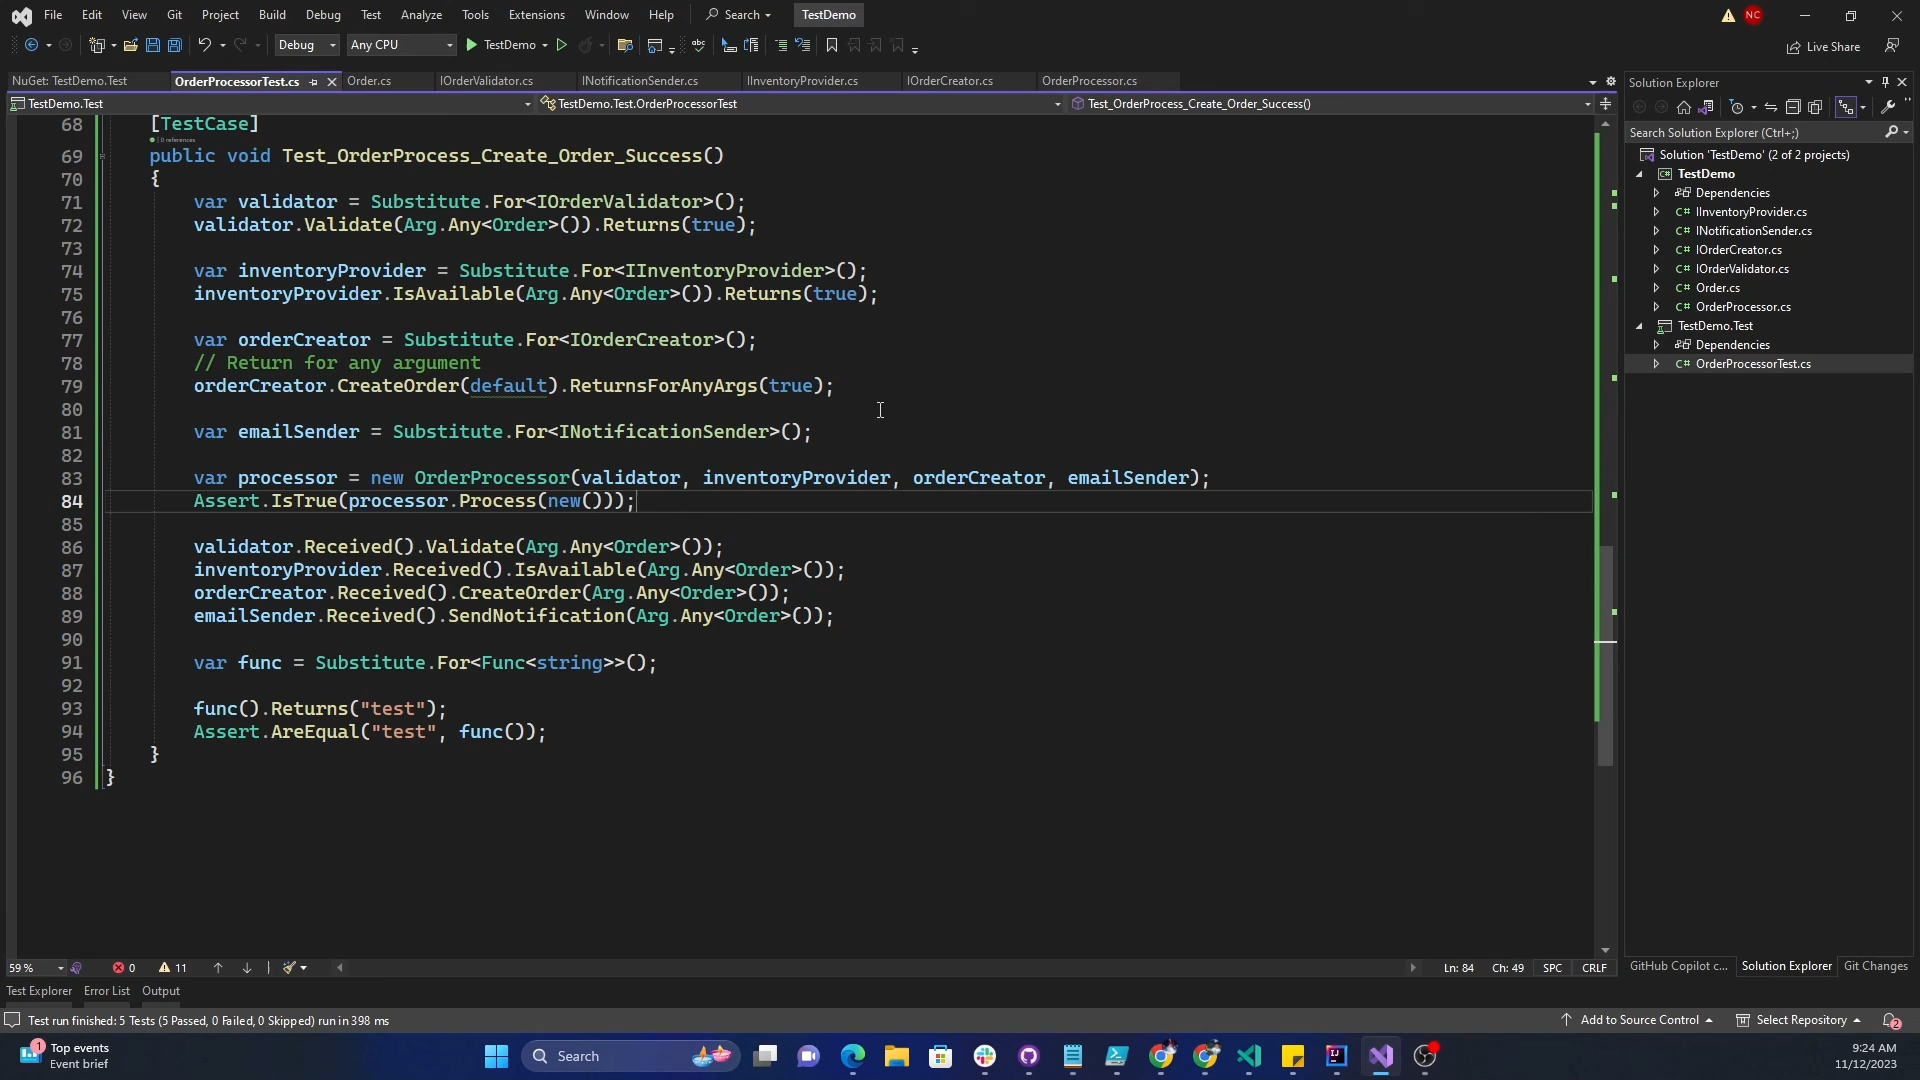 File Edit View Git Project Build Debug Test Analyze Tools Extensions Window Help Search TestDemo NC
Debug Any CPU TestDemo Live Share
NuGet: TestDemo.Test OrderProcessorTest.cs Order.cs IOrderValidator.cs INotificationSender.cs IInventoryProvider.cs IOrderCreator.cs OrderProcessor.cs
TestDemo.Test TestDemo.Test.OrderProcessorTest Test_OrderProcess_Create_Order_Success()
68 [TestCase]
0 references
69 public void Test_OrderProcess_Create_Order_Success()
70 {
71 var validator = Substitute.For<IOrderValidator>();
72 validator.Validate(Arg.Any<Order>()).Returns(true);
73
74 var inventoryProvider = Substitute.For<IInventoryProvider>();
75 inventoryProvider.IsAvailable(Arg.Any<Order>()).Returns(true);
76
77 var orderCreator = Substitute.For<IOrderCreator>();
78 // Return for any argument
79 orderCreator.CreateOrder(default).ReturnsForAnyArgs(true);
80
81 var emailSender = Substitute.For<INotificationSender>();
82
83 var processor = new OrderProcessor(validator, inventoryProvider, orderCreator, emailSender);
84 Assert.IsTrue(processor.Process(new()));
85
86 validator.Received().Validate(Arg.Any<Order>());
87 inventoryProvider.Received().IsAvailable(Arg.Any<Order>());
88 orderCreator.Received().CreateOrder(Arg.Any<Order>());
89 emailSender.Received().SendNotification(Arg.Any<Order>());
90
91 var func = Substitute.For<Func<string>>();
92
93 func().Returns("test");
94 Assert.AreEqual("test", func());
95 }
96 }
59 % 0 11 Ln: 84 Ch: 49 SPC CRLF
Solution Explorer
Search Solution Explorer (Ctrl+;)
Solution 'TestDemo' (2 of 2 projects)
TestDemo
Dependencies
C# IInventoryProvider.cs
C# INotificationSender.cs
C# IOrderCreator.cs
C# IOrderValidator.cs
C# Order.cs
C# OrderProcessor.cs
TestDemo.Test
Dependencies
C# OrderProcessorTest.cs
GitHub Copilot c... Solution Explorer Git Changes
Test Explorer Error List Output
Test run finished: 5 Tests (5 Passed, 0 Failed, 0 Skipped) run in 398 ms Add to Source Control Select Repository 2
1 Top events
Event brief
Search
9:24 AM
11/12/2023